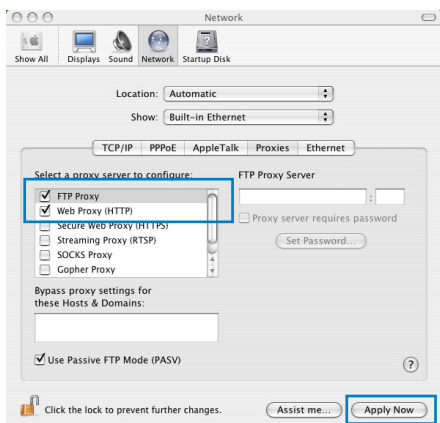 Network
Show All Displays Sound Network Startup Disk
Location: Automatic
Show: Built-in Ethernet
TCP/IP PPPoE AppleTalk Proxies Ethernet
Select a proxy server to configure: FTP Proxy Server
FTP Proxy :
Web Proxy (HTTP) Proxy server requires password
Secure Web Proxy (HTTPS)
Streaming Proxy (RTSP) Set Password...
SOCKS Proxy
Gopher Proxy
Bypass proxy settings for
these Hosts & Domains:
Use Passive FTP Mode (PASV) ?
Click the lock to prevent further changes. Assist me... Apply Now